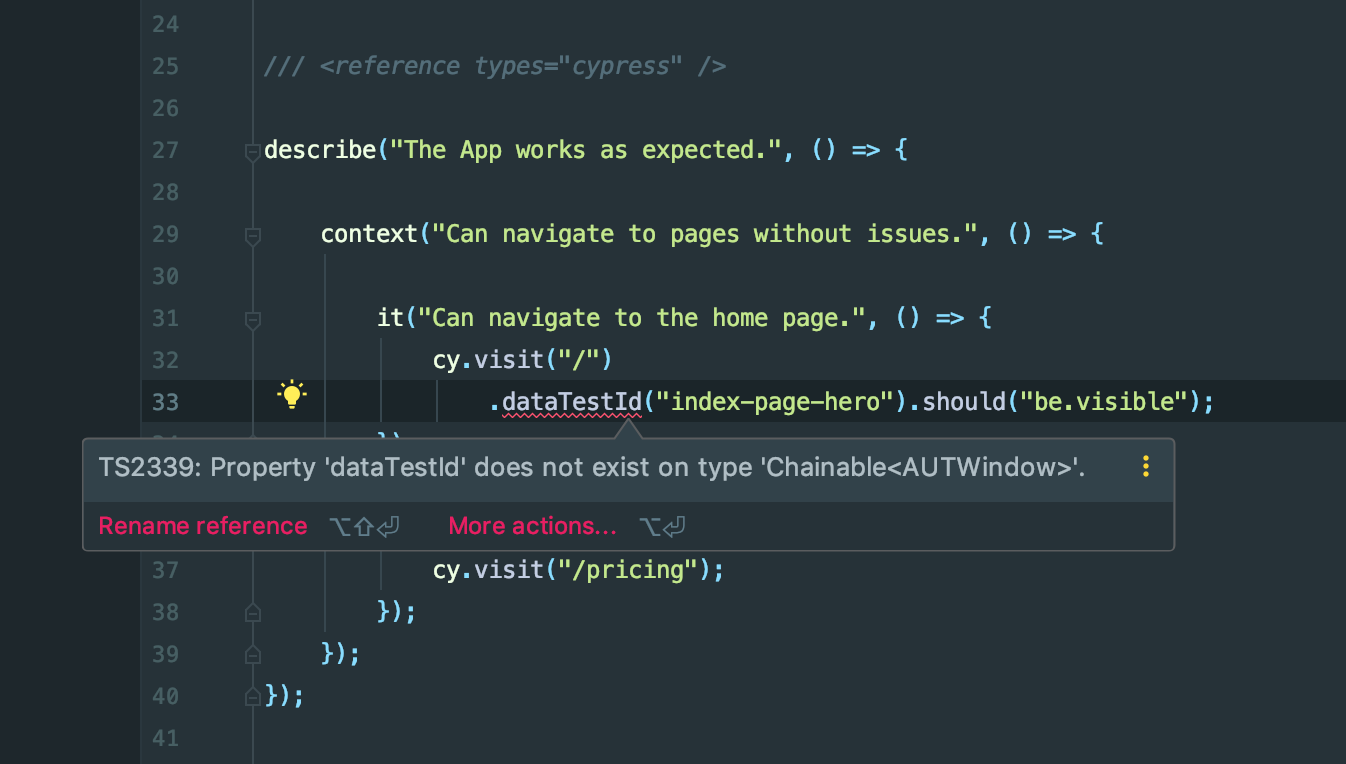 24
25 /// <reference types="cypress" />
26
27 describe("The App works as expected.", () => {
28
29 context("Can navigate to pages without issues.", () => {
30
31 it("Can navigate to the home page.", () => {
32 cy.visit("/")
33 .dataTestId("index-page-hero").should("be.visible");
TS2339: Property 'dataTestId' does not exist on type 'Chainable<AUTWindow>'.
Rename reference ⌥⇧⏎ More actions... ⌥⏎
37 cy.visit("/pricing");
38 });
39 });
40 });
41